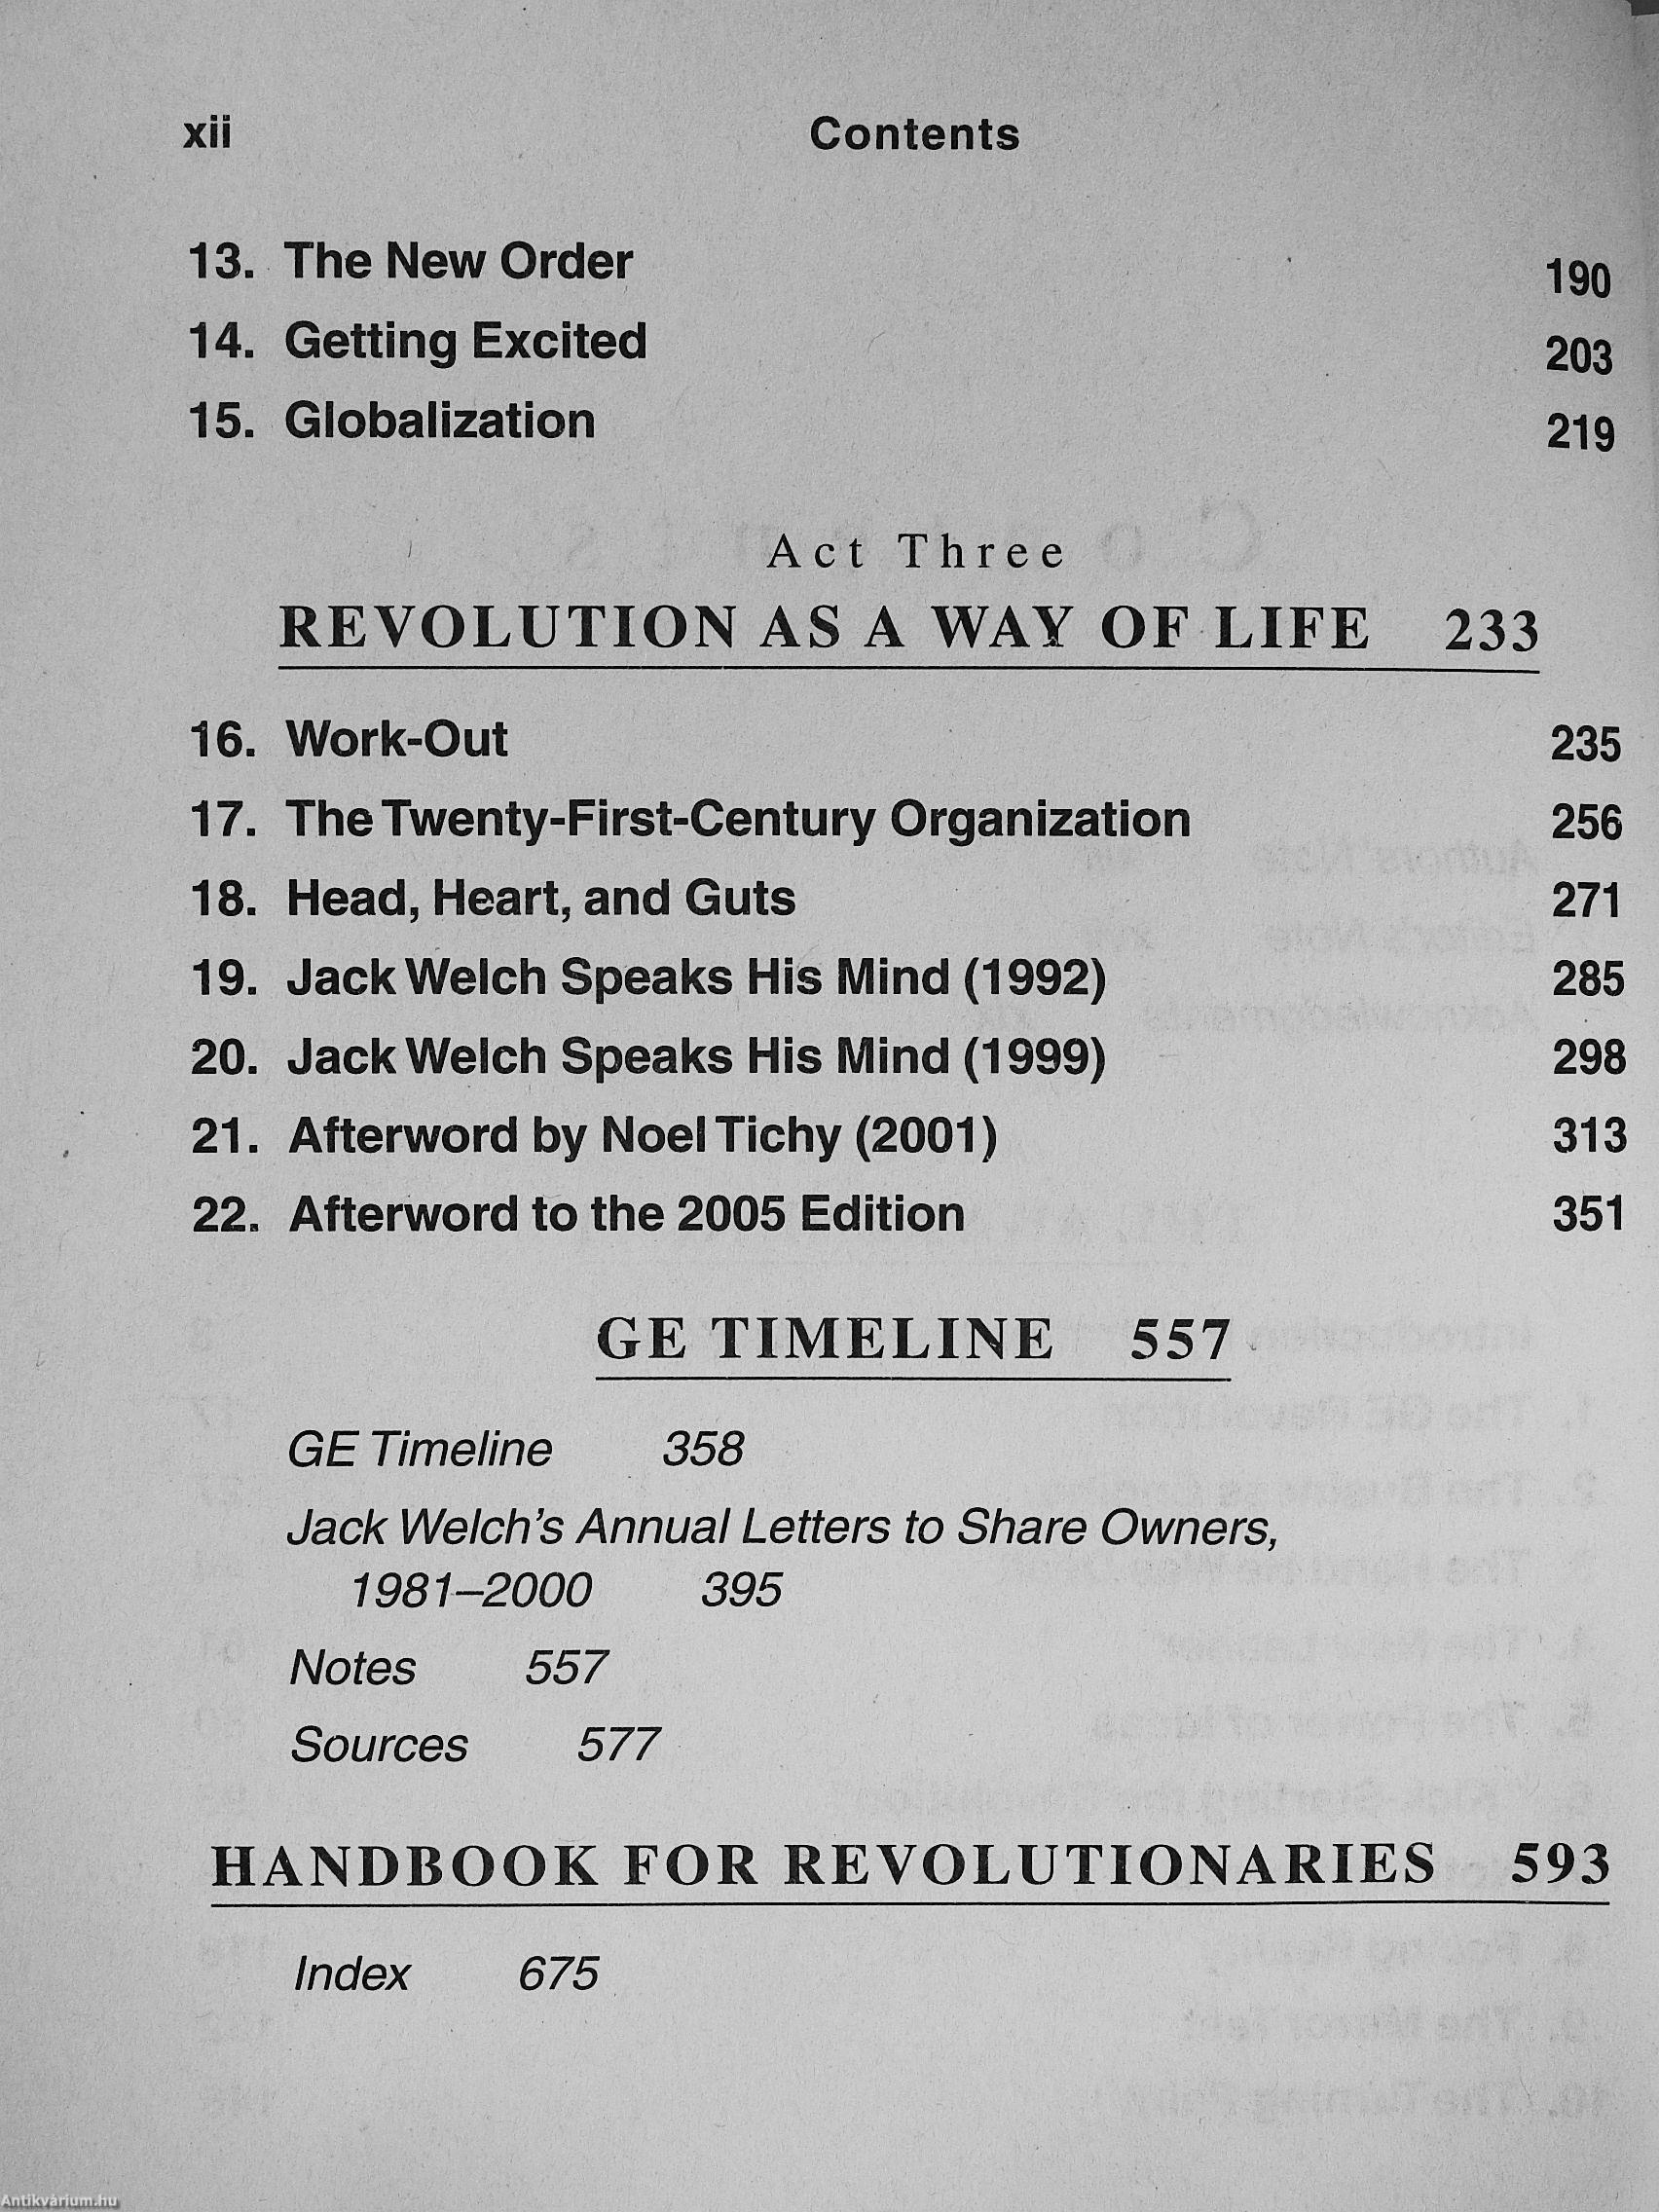 xii Contents
13. The New Order 190
14. Getting Excited 203
15. Globalization 219
Act Three
REVOLUTION AS A WAY OF LIFE 233
16. Work-Out 235
17. The Twenty-First-Century Organization 256
18. Head, Heart, and Guts 271
19. Jack Welch Speaks His Mind (1992) 285
20. Jack Welch Speaks His Mind (1999) 298
21. Afterword by Noel Tichy (2001) 313
22. Afterword to the 2005 Edition 351
GE TIMELINE 557
GE Timeline 358
Jack Welch's Annual Letters to Share Owners,
1981–2000 395
Notes 557
Sources 577
HANDBOOK FOR REVOLUTIONARIES 593
Index 675
Antikvárium.hu